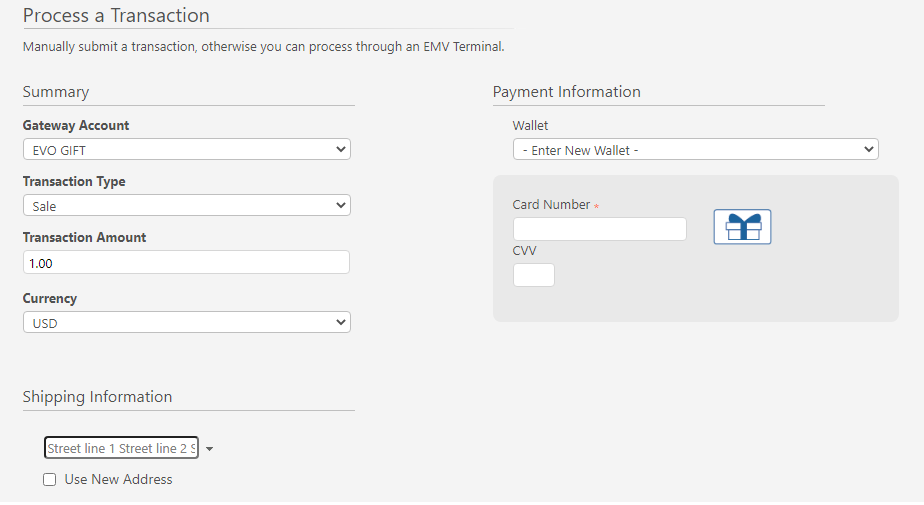 Process a Transaction
Manually submit a transaction, otherwise you can process through an EMV Terminal.
Summary
Gateway Account
EVO GIFT
Transaction Type
Sale
Transaction Amount
1.00
Currency
USD
Payment Information
Wallet
- Enter New Wallet -
Card Number *
CVV
Shipping Information
Street line 1 Street line 2 S
Use New Address